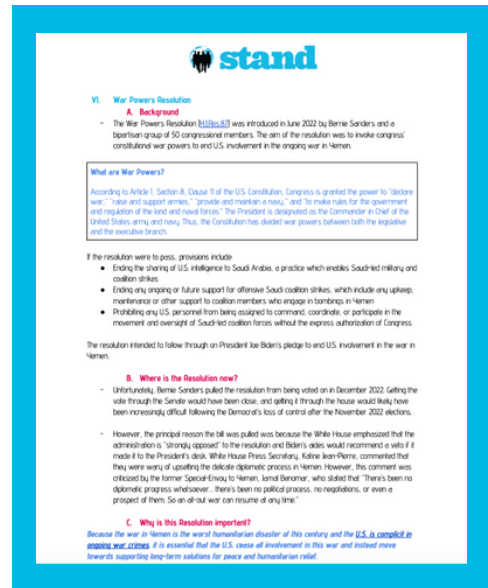 stand
VI. War Powers Resolution
A. Background
- The War Powers Resolution (HJRes.87) was introduced in June 2022 by Bernie Sanders and a
bipartisan group of 50 congressional members. The aim of the resolution was to invoke congress'
constitutional war powers to end U.S. involvement in the ongoing war in Yemen.
What are War Powers?
According to Article I, Section 8, Clause 11 of the U.S. Constitution, Congress is granted the power to "declare
war," "raise and support armies," "provide and maintain a navy," and "to make rules for the government
and regulation of the land and naval forces." The President is designated as the Commander in Chief of the
United States army and navy. Thus, the Constitution has divided war powers between both the legislative
and the executive branch.
If the resolution were to pass, provisions include
● Ending the sharing of U.S. intelligence to Saudi Arabia, a practice which enables Saudi-led military and
coalition strikes
● Ending any ongoing or future support for offensive Saudi coalition strikes, which include any upkeep,
maintenance or other support to coalition members who engage in bombings in Yemen
● Prohibiting any U.S. personnel from being assigned to command, coordinate, or participate in the
movement and oversight of Saudi-led coalition forces without the express authorization of Congress.
The resolution intended to follow through on President Joe Biden's pledge to end U.S. involvement in the war in
Yemen.
B. Where is the Resolution now?
- Unfortunately, Bernie Sanders pulled the resolution from being voted on in December 2022. Getting the
vote through the Senate would have been close, and getting it through the house would likely have
been increasingly difficult following the Democrat's loss of control after the November 2022 elections.
- However, the principal reason the bill was pulled was because the White House emphasized that the
administration is "strongly opposed" to the resolution and Biden's aides would recommend a veto if it
made it to the President's desk. White House Press Secretary, Karine Jean-Pierre, commented that
they were wary of upsetting the delicate diplomatic process in Yemen. However, this comment was
criticized by the former Special-Envoy to Yemen, Jamal Benomar, who stated that "There's been no
diplomatic progress whatsoever... there's been no political process, no negotiations, or even a
prospect of them. So an all-out war can resume at any time."
C. Why is this Resolution important?
Because the war in Yemen is the worst humanitarian disaster of this century and the U.S. is complicit in
ongoing war crimes, it is essential that the U.S. cease all involvement in this war and instead move
towards supporting long-term solutions for peace and humanitarian relief.